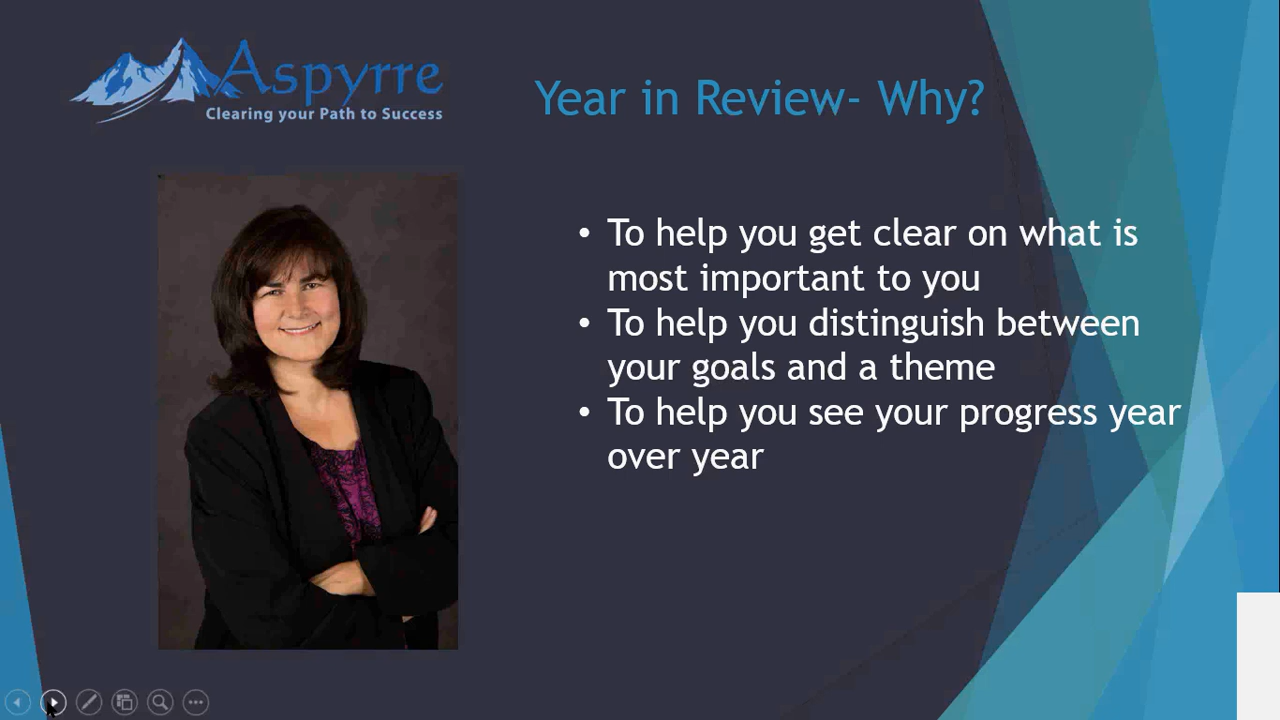 Aspyrre
Clearing your Path to Success
Year in Review- Why?
• To help you get clear on what is
most important to you
• To help you distinguish between
your goals and a theme
• To help you see your progress year
over year